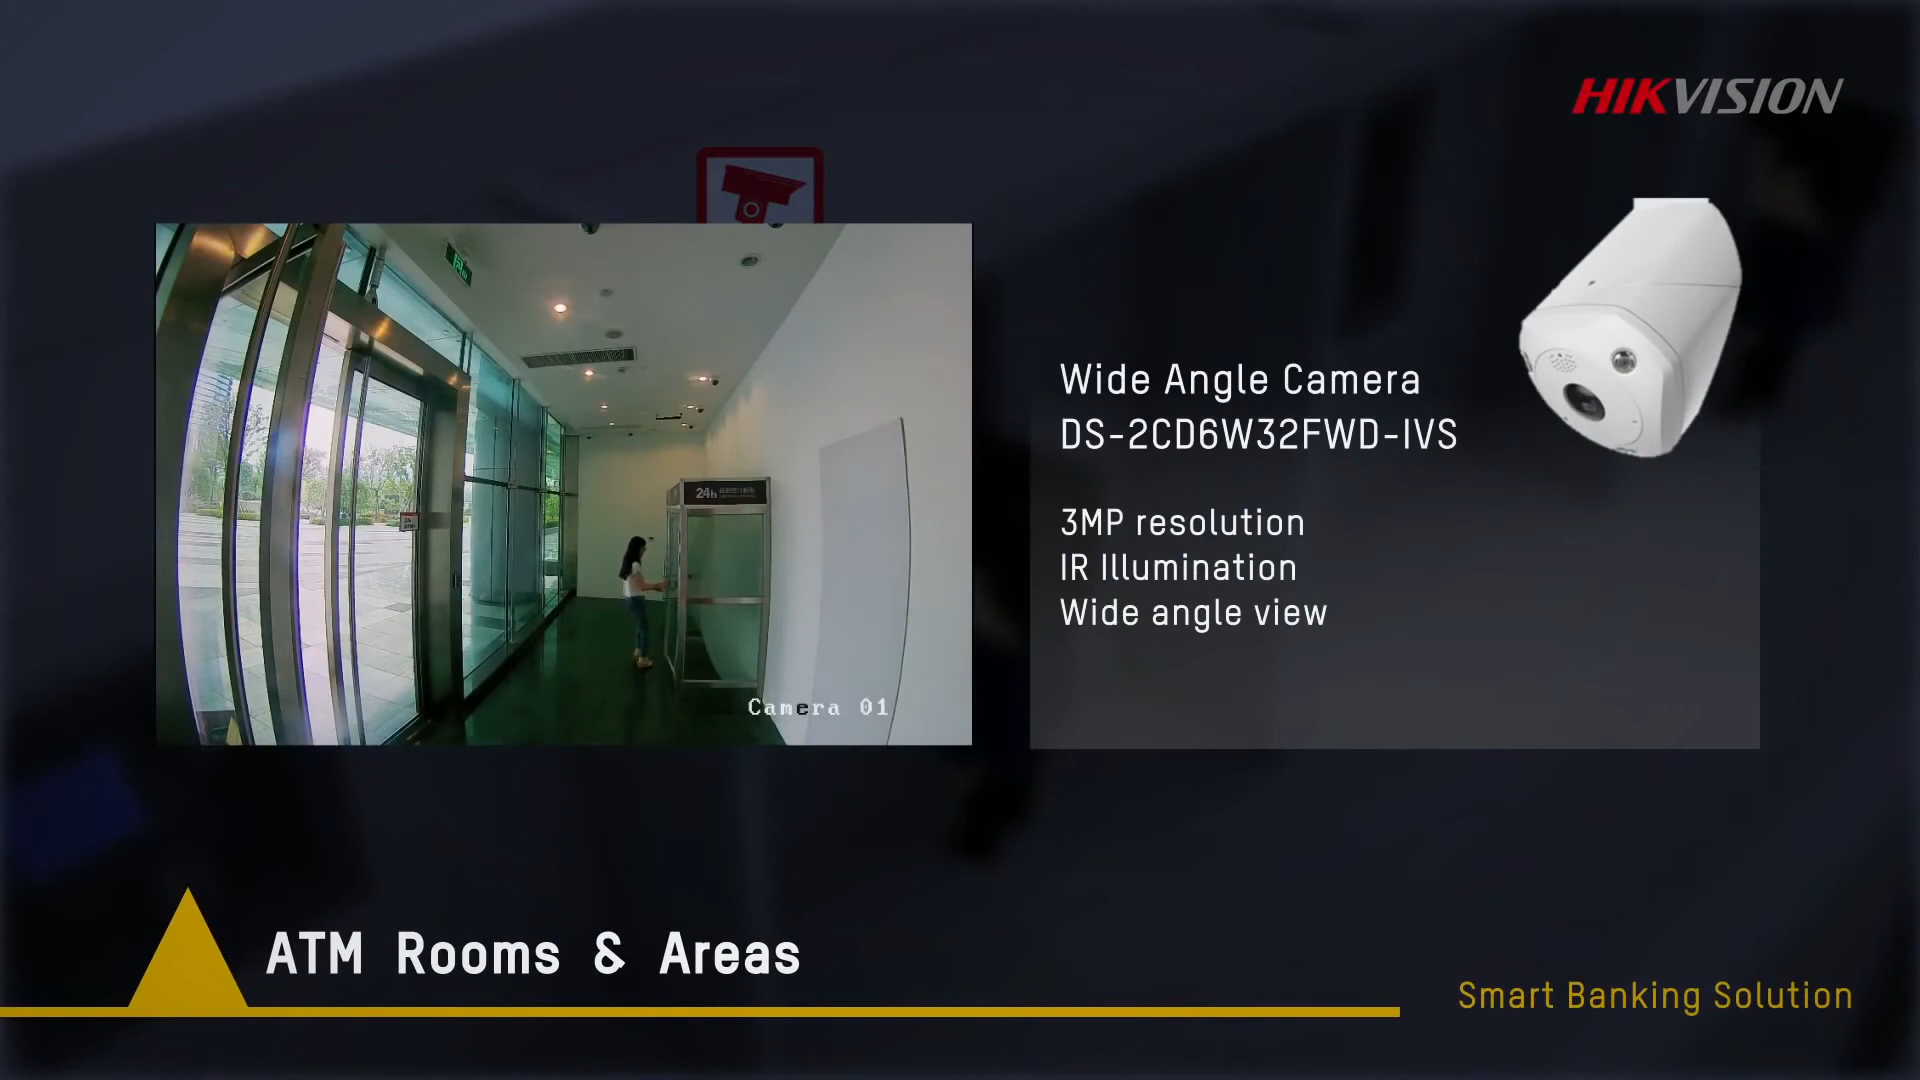 HIKVISION
24h
Camera 01
Wide Angle Camera
DS-2CD6W32FWD-IVS
3MP resolution
IR Illumination
Wide angle view
ATM Rooms & Areas
Smart Banking Solution